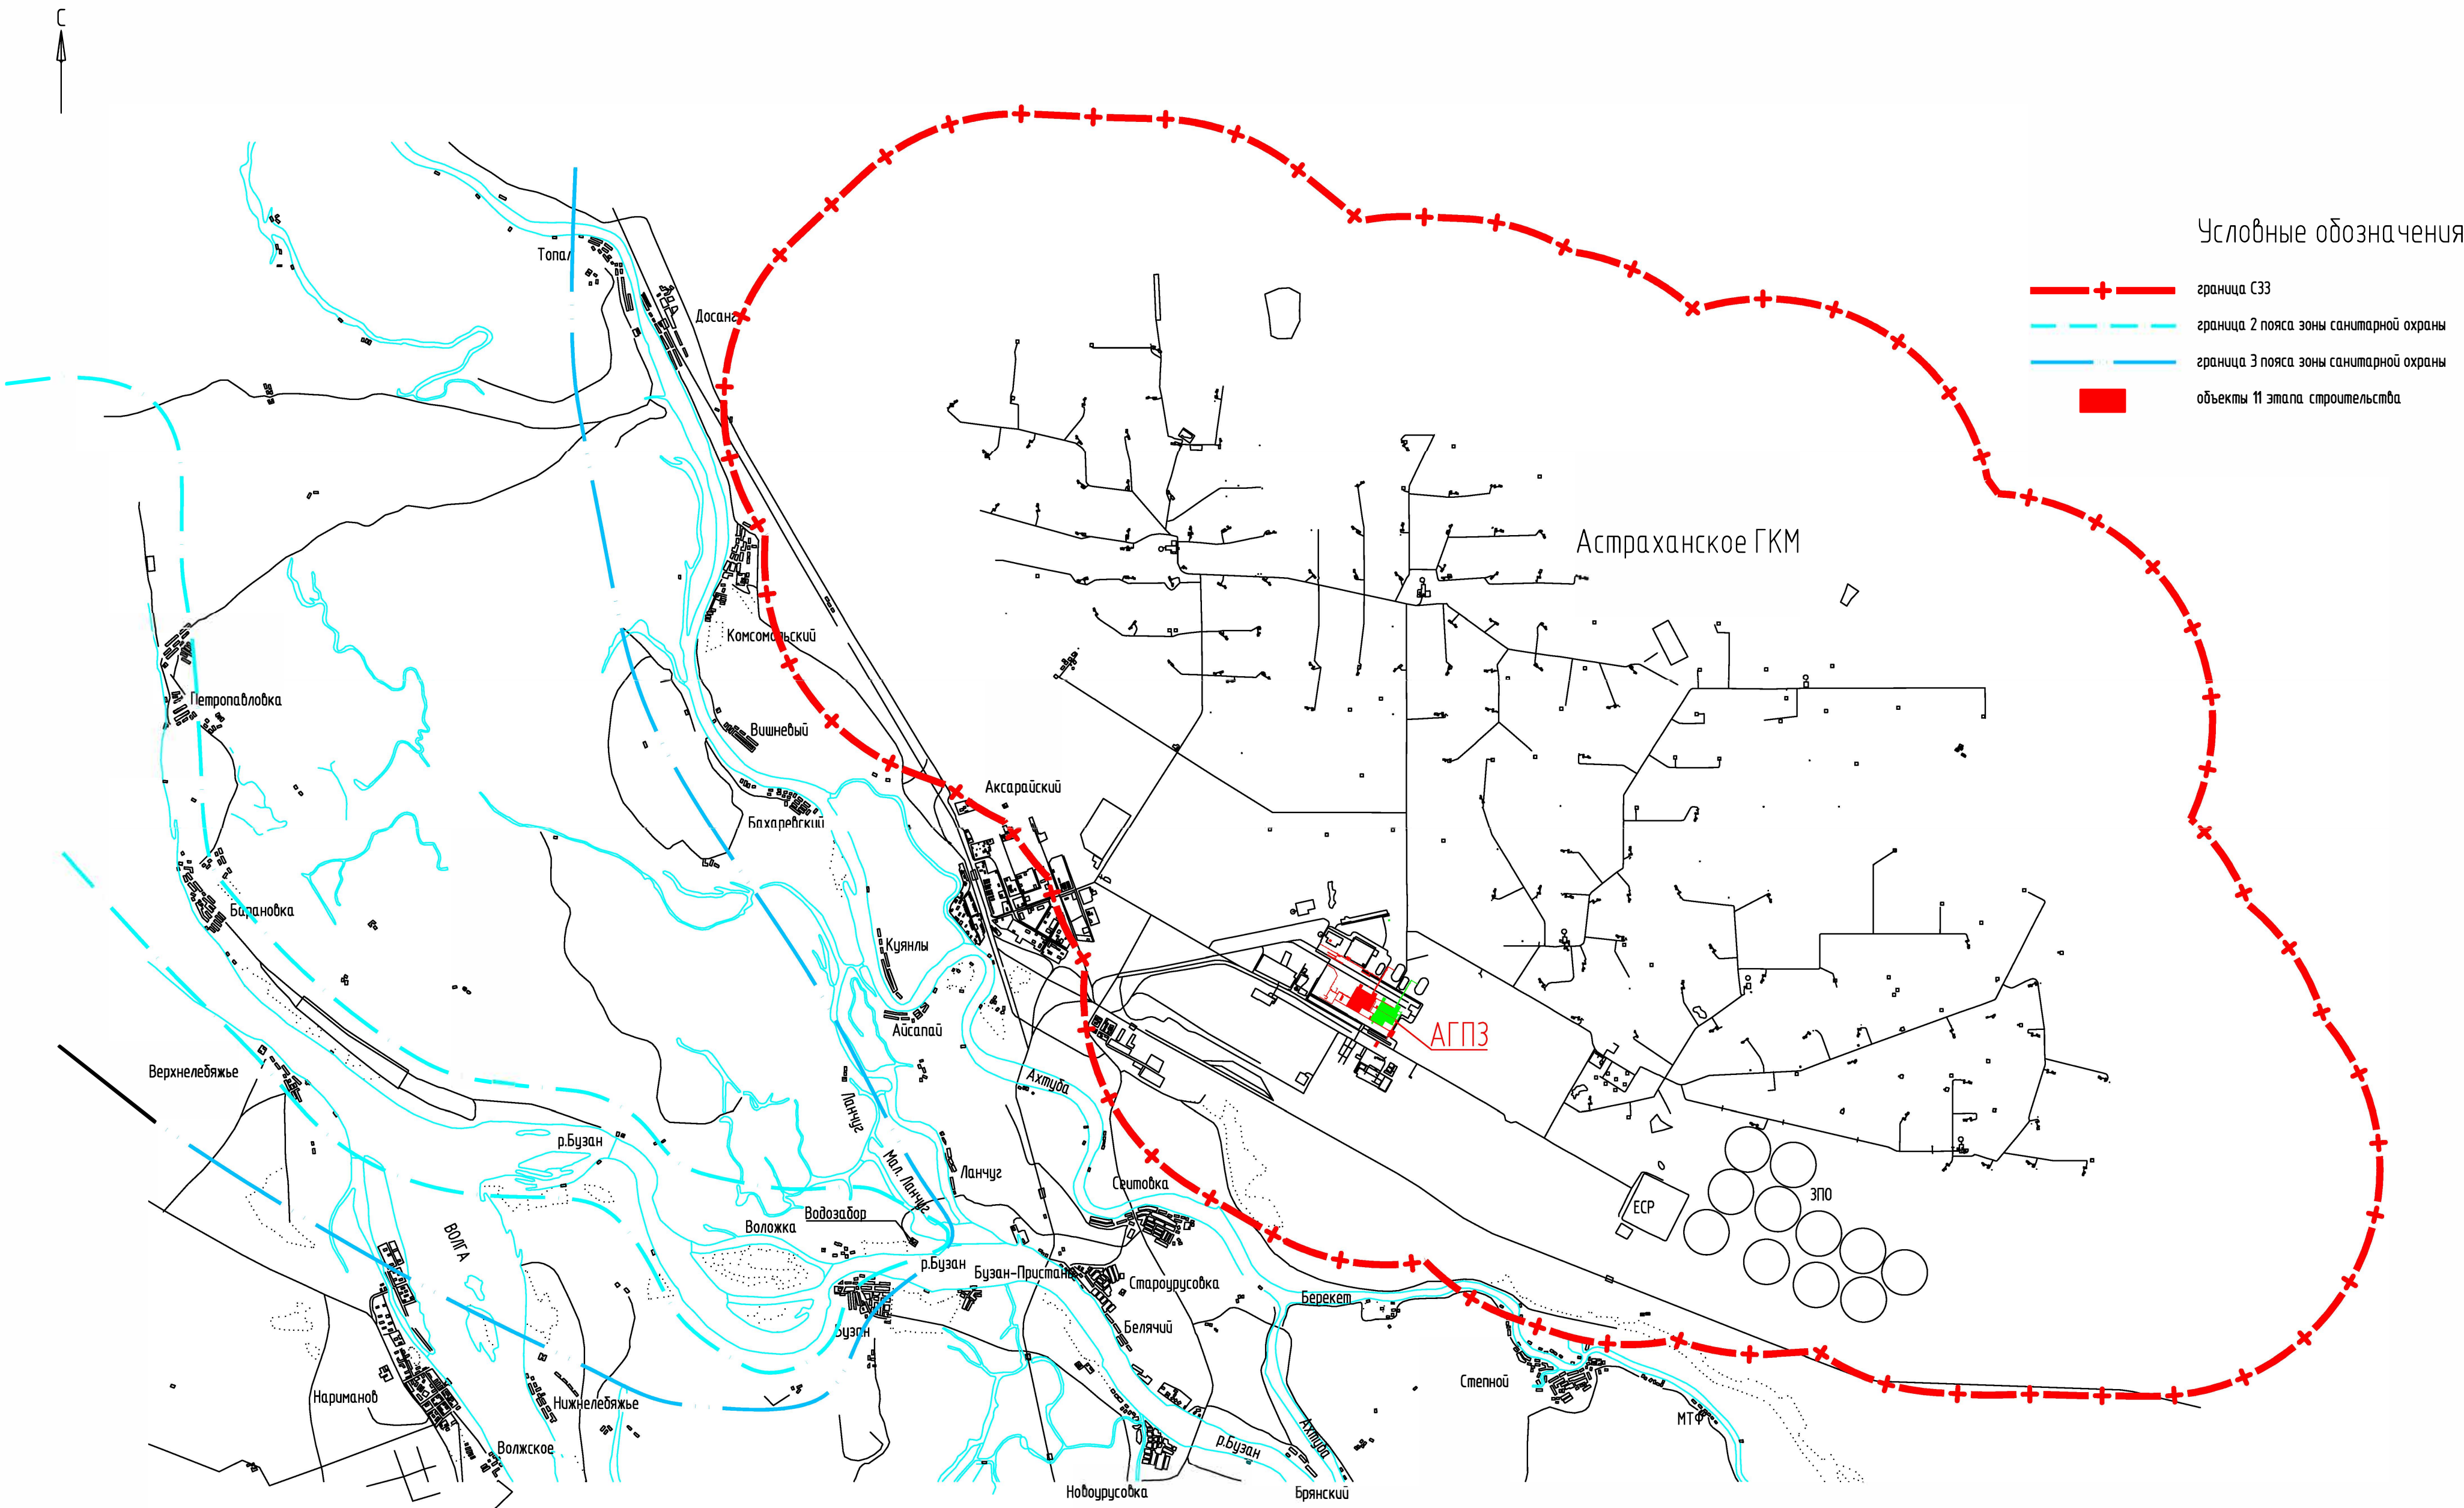 С
Условные обозначения
граница СЗЗ
граница 2 пояса зоны санитарной охраны
граница 3 пояса зоны санитарной охраны
объекты 11 этапа строительства
Топал
Досанг
Астраханское ГКМ
Комсомольский
Петропавловка
Вишневый
Аксарайский
Бахаревский
Барановка
Куянлы
Айсапай
АГПЗ
Верхнелебяжье
Ахтуба
Ланчуг
р.Бузан
Мал. Ланчуг
Ланчуг
Сеитовка
ЗПО
ЕСР
Водозабор
Воложка
ВОЛГА
р.Бузан
Бузан-Пристань
Староурусовка
Берекет
Бузан
Белячий
Степной
Нариманов
Нижнелебяжье
МТФ
Волжское
р.Бузан
Ахтуба
Новоурусовка
Брянский